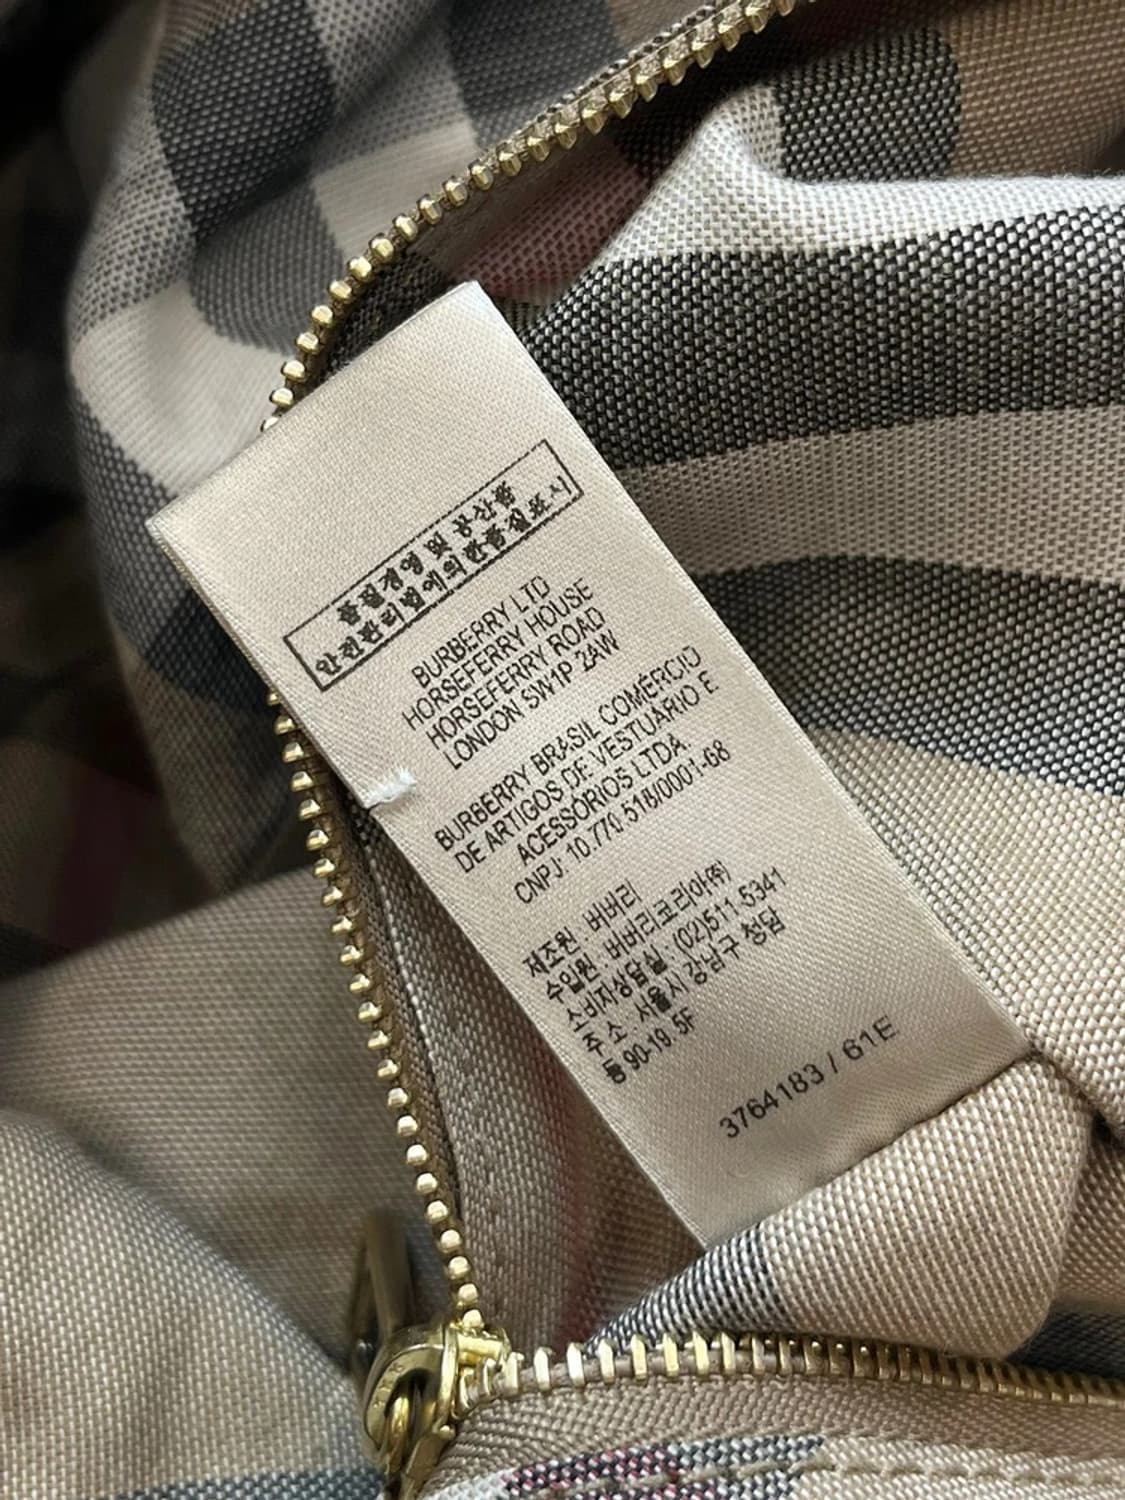 품질경영 및 공산품
안전관리법에의한품질표시
BURBERRY LTD
HORSEFERRY HOUSE
HORSEFERRY ROAD
LONDON SW1P 2AW
BURBERRY BRASIL COMÉRCIO
DE ARTIGOS DE VESTUARIO E
ACESSÓRIOS LTDA.
CNPJ: 10.770.518/0001-68
제조원: 버버리
수입원: 버버리코리아㈜
소비자상담실: (02)511-5341
주 소: 서울시 강남구 청담
동 90-19. 5F
3764183 / 61E